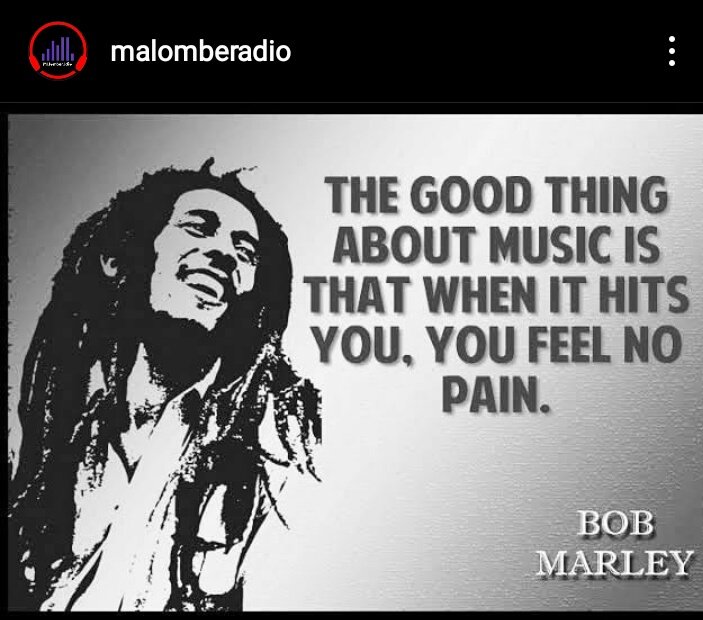 malomberadio
THE GOOD THING
ABOUT MUSIC IS
THAT WHEN IT HITS
YOU, YOU FEEL NO
PAIN.
BOB
MARLEY